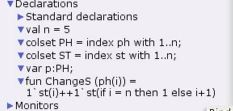 Declarations
Standard declarations
val n = 5
colset PH = index ph with 1..n;
colset ST = index st with 1..n;
var p:PH;
fun ChangeS (ph(i)) =
1`st(i)++1`st(if i = n then 1 else i+1)
Monitors